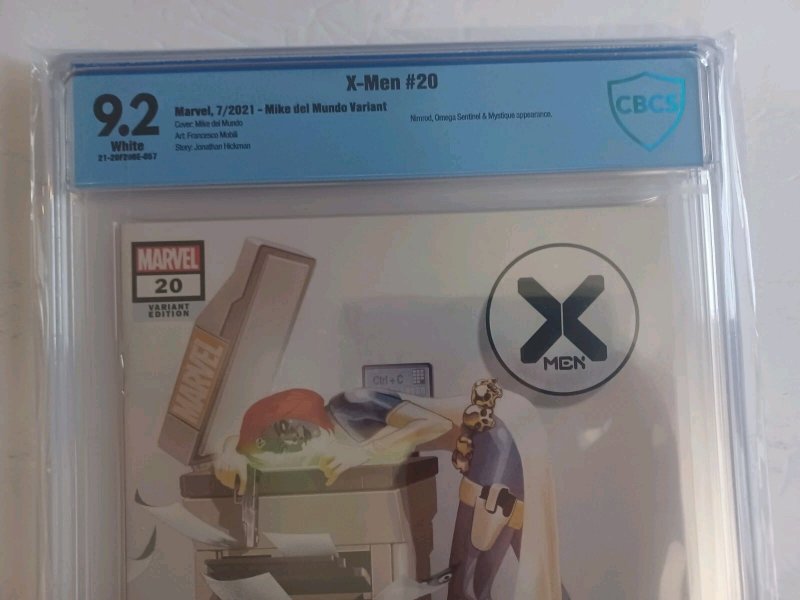 X-Men #20
9.2
White
Marvel, 7/2021 - Mike del Mundo Variant
Cover: Mike del Mundo
Art: Francesco Mobili
Story: Jonathan Hickman
Nimrod, Omega Sentinel & Mystique appearance.
CBCS
MARVEL
20
VARIANT
EDITION
MARVEL
Ctrl + C
X
MEN